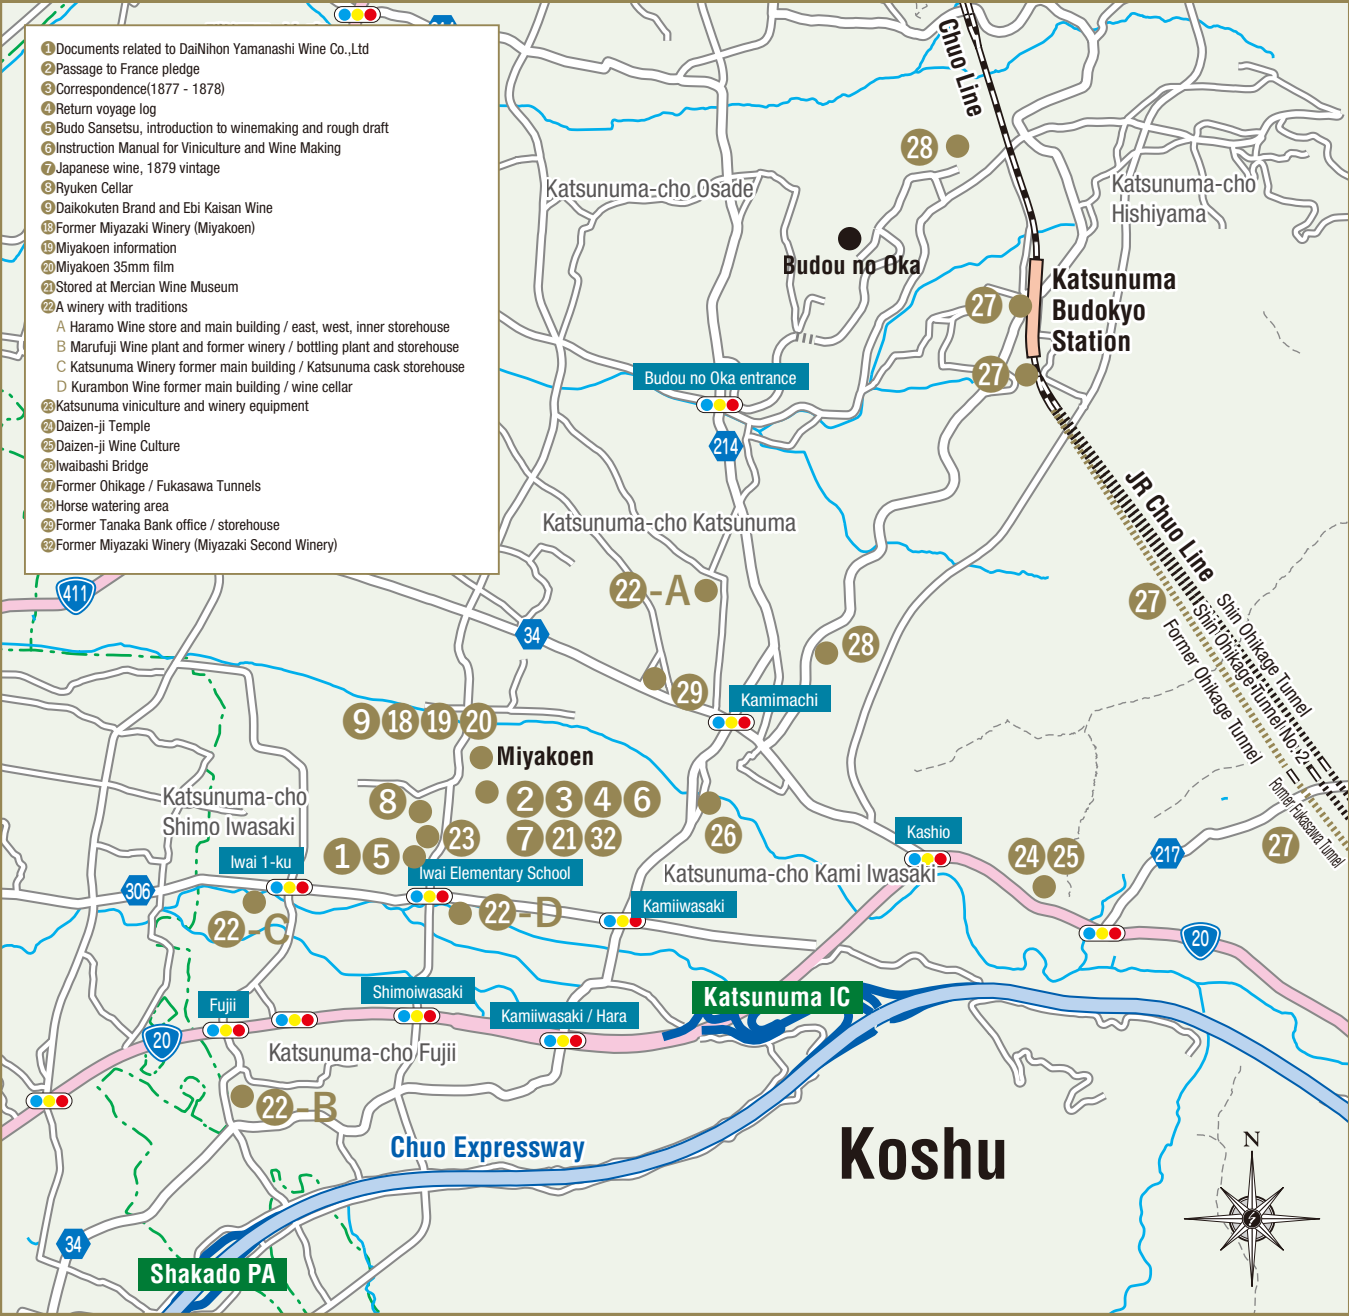 1 Documents related to DaiNihon Yamanashi Wine Co.,Ltd
2 Passage to France pledge
3 Correspondence(1877 - 1878)
4 Return voyage log
5 Budo Sansetsu, introduction to winemaking and rough draft
6 Instruction Manual for Viniculture and Wine Making
7 Japanese wine, 1879 vintage
8 Ryuken Cellar
9 Daikokuten Brand and Ebi Kaisan Wine
18 Former Miyazaki Winery (Miyakoen)
19 Miyakoen information
20 Miyakoen 35mm film
21 Stored at Mercian Wine Museum
22 A winery with traditions
A Haramo Wine store and main building / east, west, inner storehouse
B Marufuji Wine plant and former winery / bottling plant and storehouse
C Katsunuma Winery former main building / Katsunuma cask storehouse
D Kurambon Wine former main building / wine cellar
23 Katsunuma viniculture and winery equipment
24 Daizen-ji Temple
25 Daizen-ji Wine Culture
26 Iwaibashi Bridge
27 Former Ohikage / Fukasawa Tunnels
28 Horse watering area
29 Former Tanaka Bank office / storehouse
32 Former Miyazaki Winery (Miyazaki Second Winery)
Chuo Line
28
Katsunuma-cho Osade
Katsunuma-cho
Hishiyama
Budou no Oka
Katsunuma
Budokyo
Station
27
27
Budou no Oka entrance
214
JR Chuo Line
Katsunuma-cho Katsunuma
411
22-A
34
28
27
Shin Ohikage Tunnel
Shin Ohikage Tunnel No. 2
Former Ohikage Tunnel
29
Kamimachi
9 18 19 20
Miyakoen
Katsunuma-cho
Shimo Iwasaki
8
2 3 4 6
7 21 32
23
1 5
26
Former Fukasawa Tunnel
27
Kashio
24 25
217
Iwai 1-ku
Iwai Elementary School
Katsunuma-cho Kami Iwasaki
306
22-C
22-D
Kamiiwasaki
20
Fujii
Shimoiwasaki
Kamiiwasaki / Hara
Katsunuma IC
20
Katsunuma-cho Fujii
22-B
Chuo Expressway
Koshu
N
34
Shakado PA